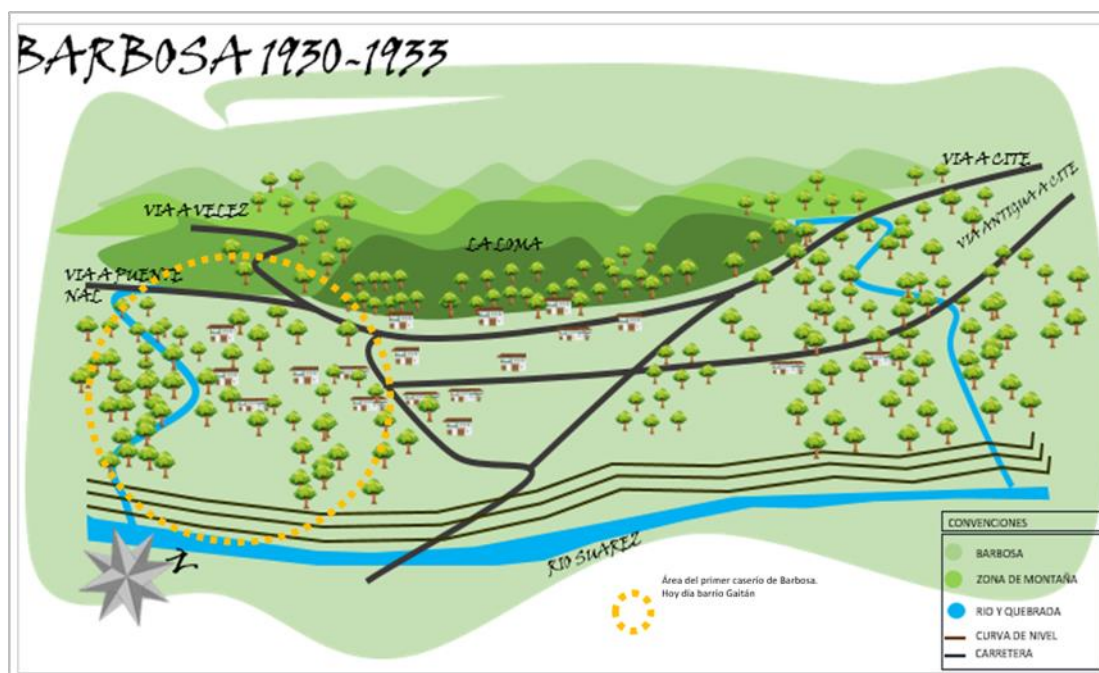 BARBOSA 1930-1933
VIA A CITE
VIA ANTIGUA A CITE
VIA A VELEZ
LA LOMA
VIA A PUENTE
NAL
RIO SUAREZ
N
Área del primer caserío de Barbosa.
Hoy día barrio Gaitán
CONVENCIONES
BARBOSA
ZONA DE MONTAÑA
RIO Y QUEBRADA
CURVA DE NIVEL
CARRETERA